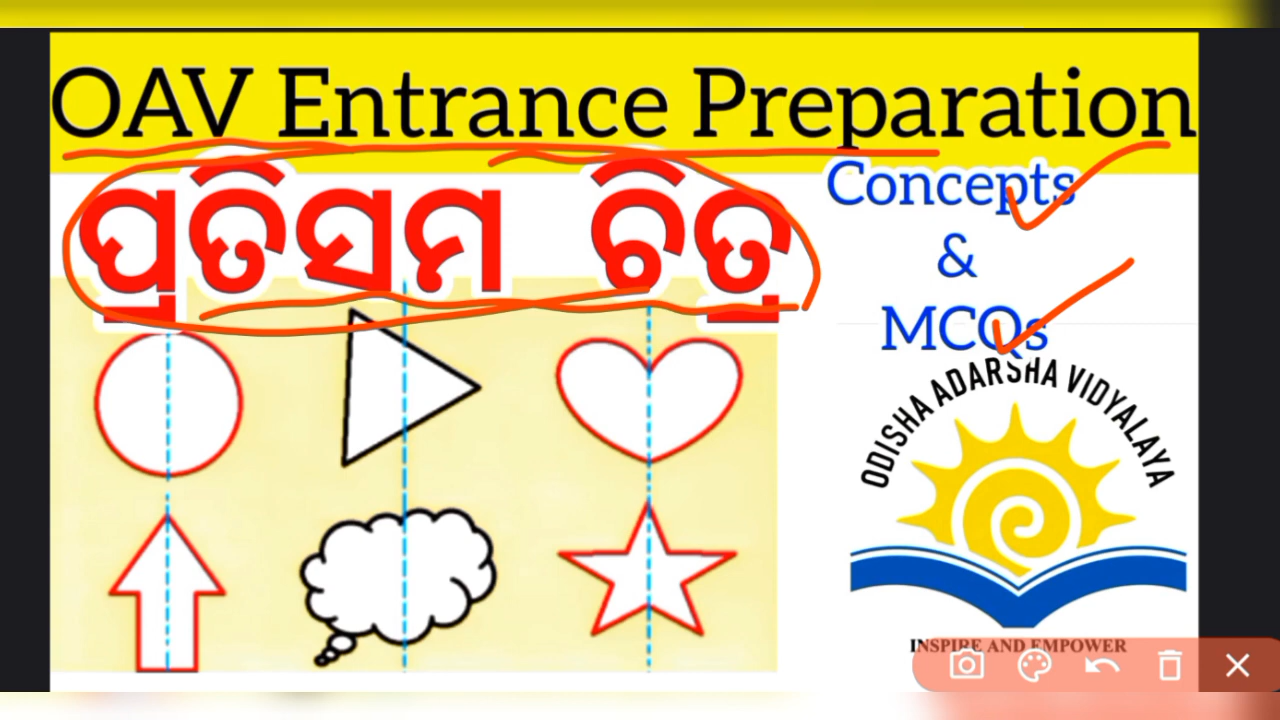 OAV Entrance Preparation
ପ୍ରତିସମ ଚିତ୍ର
Concepts
&
MCQs
ODISHA ADARSHA VIDYALAYA
INSPIRE AND EMPOWER